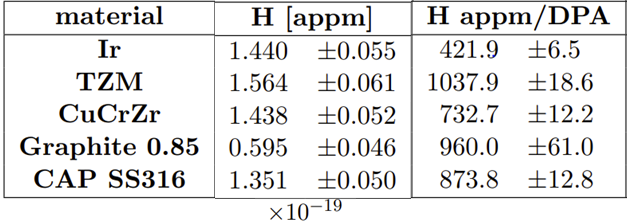 material H [appm] H appm/DPA
Ir 1.440 ±0.055 421.9 ±6.5
TZM 1.564 ±0.061 1037.9 ±18.6
CuCrZr 1.438 ±0.052 732.7 ±12.2
Graphite 0.85 0.595 ±0.046 960.0 ±61.0
CAP SS316 1.351 ±0.050 873.8 ±12.8
×10⁻¹⁹